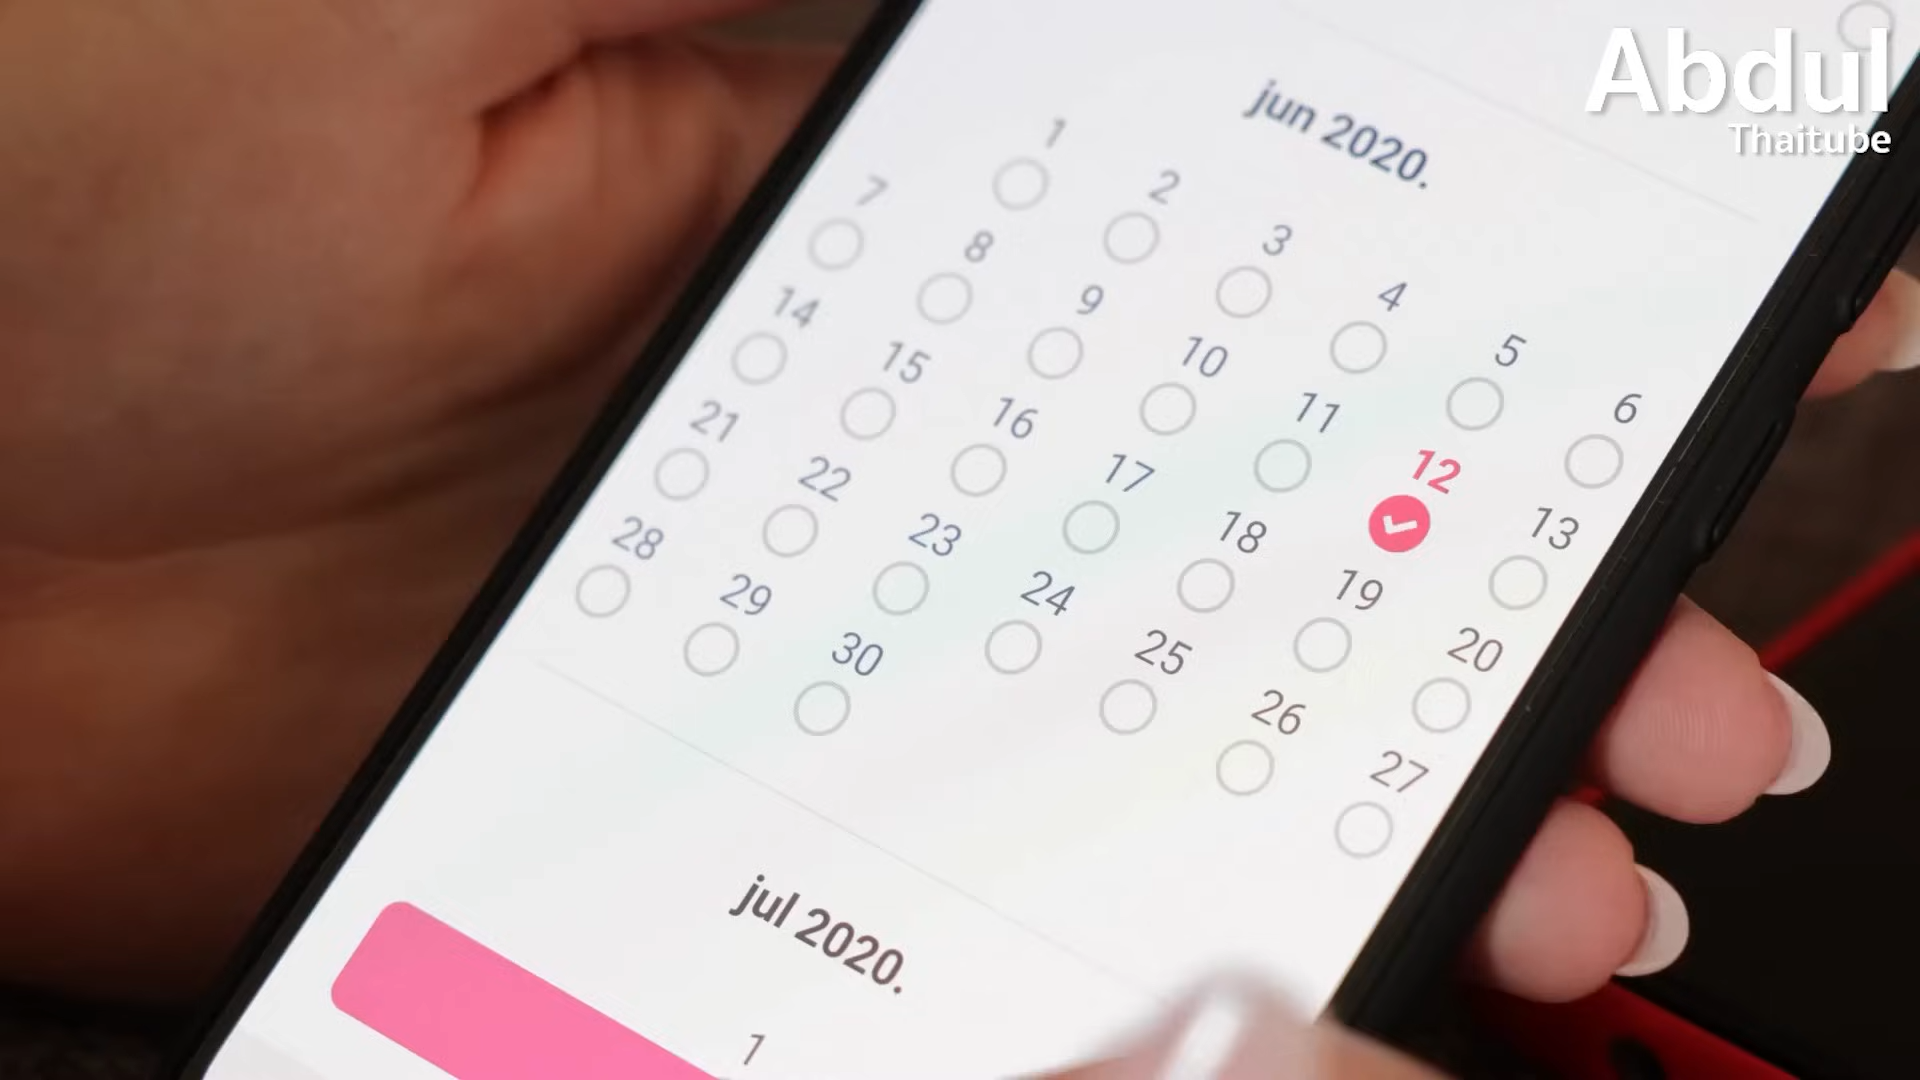 Abdul
Thaitube
jun 2020.
1 2 3 4 5 6
7 8 9 10 11 12 13
14 15 16 17 18 19 20
21 22 23 24 25 26 27
28 29 30
jul 2020.
1